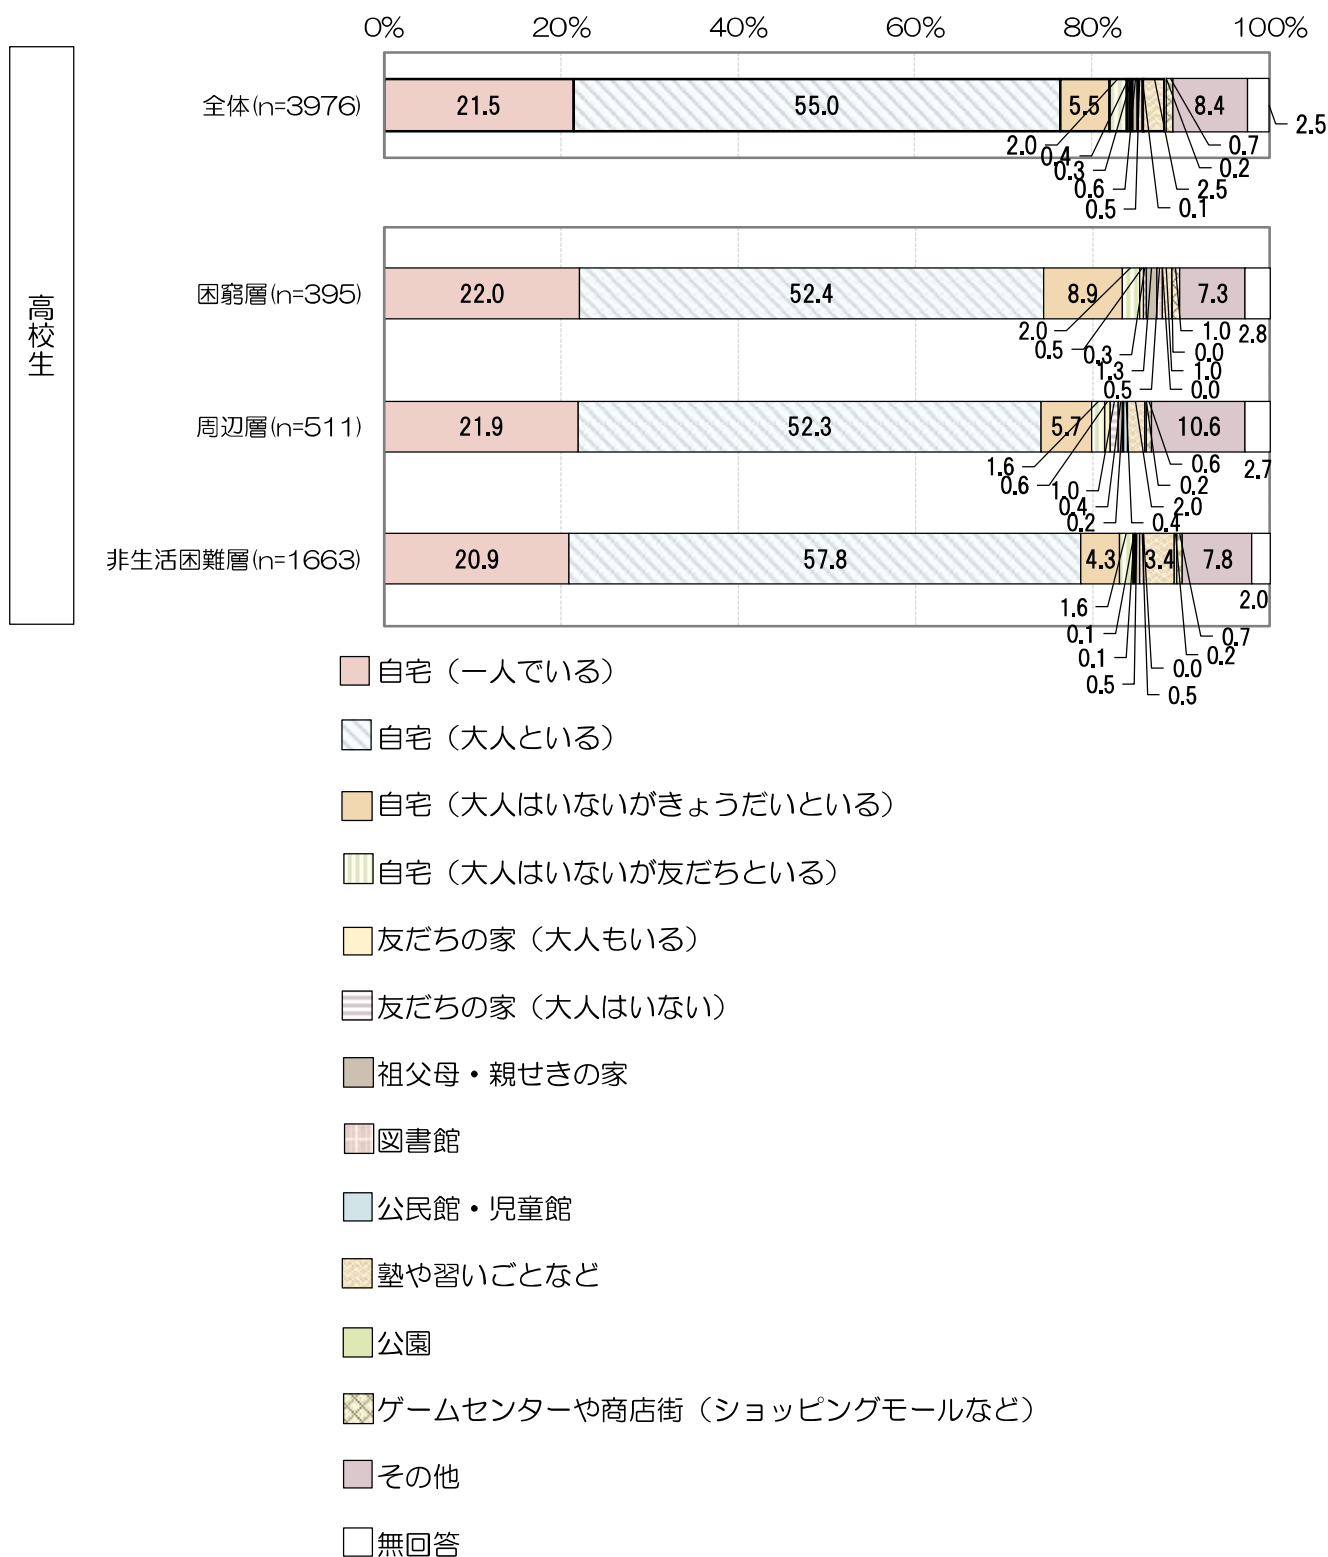 0% 20% 40% 60% 80% 100%
高校生
全体(n=3976) 21.5 55.0 5.5 8.4 2.5
2.0 0.7
0.4
0.3 0.2
0.6 2.5
0.5 0.1
困窮層(n=395) 22.0 52.4 8.9 7.3
2.0 1.0 2.8
0.5 0.3 0.0
1.3 1.0
0.5 0.0
周辺層(n=511) 21.9 52.3 5.7 10.6
1.6 0.6 2.7
0.6 1.0 0.2
0.4 2.0
0.2 0.4
非生活困難層(n=1663) 20.9 57.8 4.3 3.4 7.8
1.6 2.0
0.1 0.7
0.1 0.0 0.2
0.5 0.5
自宅（一人でいる）
自宅（大人といる）
自宅（大人はいないがきょうだいといる）
自宅（大人はいないが友だちといる）
友だちの家（大人もいる）
友だちの家（大人はいない）
祖父母・親せきの家
図書館
公民館・児童館
塾や習いごとなど
公園
ゲームセンターや商店街（ショッピングモールなど）
その他
無回答